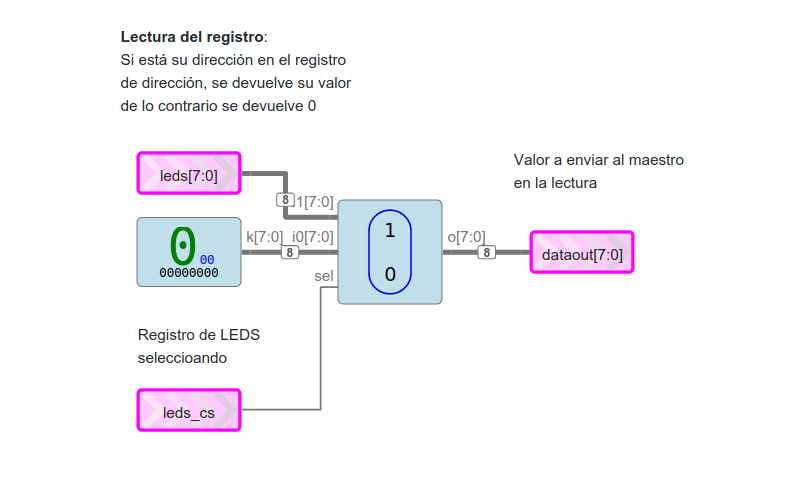 Lectura del registro:
Si está su dirección en el registro
de dirección, se devuelve su valor
de lo contrario se devuelve 0
Valor a enviar al maestro
en la lectura
leds[7:0]
8
1[7:0]
0
00
00000000
k[7:0]
8
i0[7:0]
sel
1
0
o[7:0]
8
dataout[7:0]
Registro de LEDS
seleccioando
leds_cs